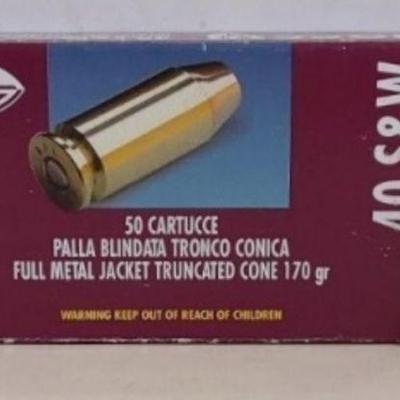 50 CARTUCCE
PALLA BLINDATA TRONCO CONICA
FULL METAL JACKET TRUNCATED CONE 170 gr
WARNING KEEP OUT OF REACH OF CHILDREN
40 S&W